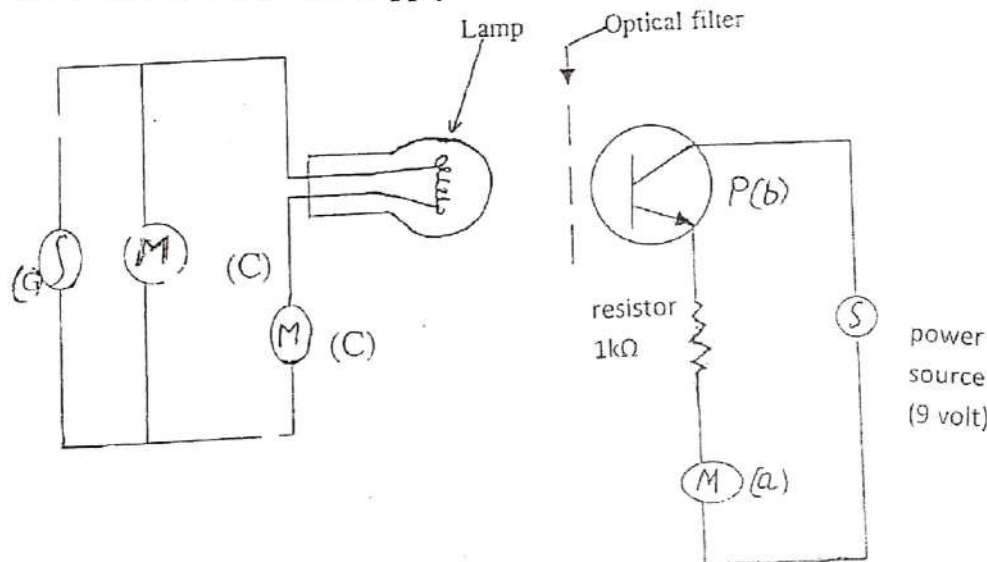 Lamp
Optical filter
P(b)
S
M
(C)
(G
resistor
1kΩ
M
(C)
S
power
source
(9 volt)
M
(a)